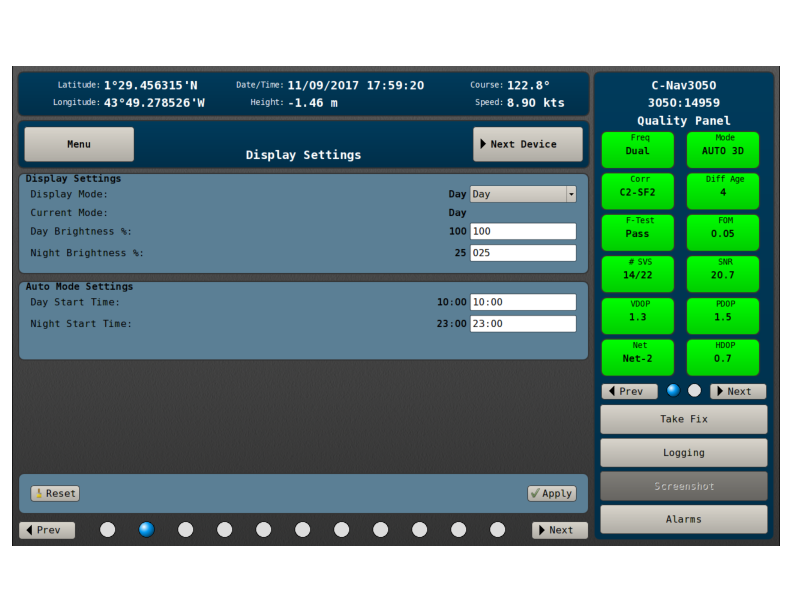 Latitude: 1°29.456315'N Date/Time: 11/09/2017 17:59:20 Course: 122.8°
Longitude: 43°49.278526'W Height: -1.46 m Speed: 8.90 kts
Menu
Display Settings
Next Device
Display Settings
Display Mode: Day Day
Current Mode: Day
Day Brightness %: 100 100
Night Brightness %: 25 025
Auto Mode Settings
Day Start Time: 10:00 10:00
Night Start Time: 23:00 23:00
Reset Apply
Prev Next
C-Nav3050
3050:14959
Quality Panel
Freq Mode
Dual AUTO 3D
Corr Diff Age
C2-SF2 4
F-Test FOM
Pass 0.05
# SVS SNR
14/22 20.7
VDOP PDOP
1.3 1.5
Net HDOP
Net-2 0.7
Prev Next
Take Fix
Logging
Screenshot
Alarms